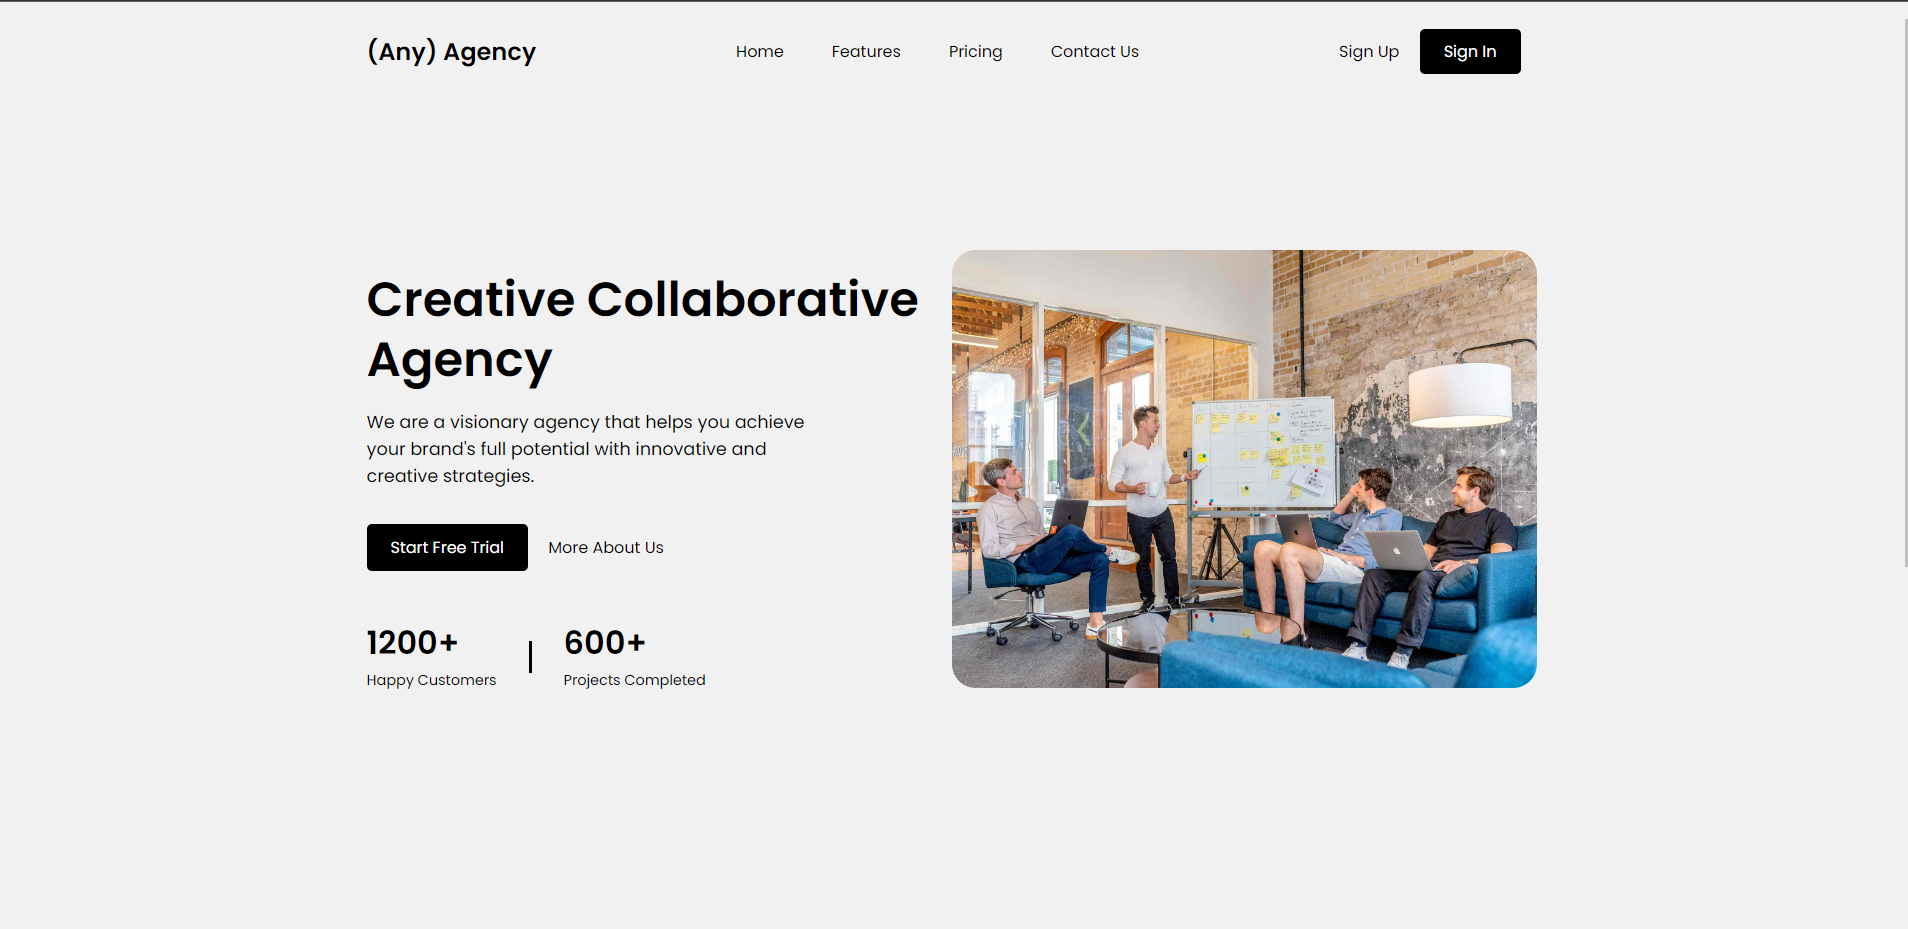 (Any) Agency
Home Features Pricing Contact Us
Sign Up Sign In
Creative Collaborative
Agency
We are a visionary agency that helps you achieve
your brand's full potential with innovative and
creative strategies.
Start Free Trial More About Us
1200+ 600+
Happy Customers Projects Completed